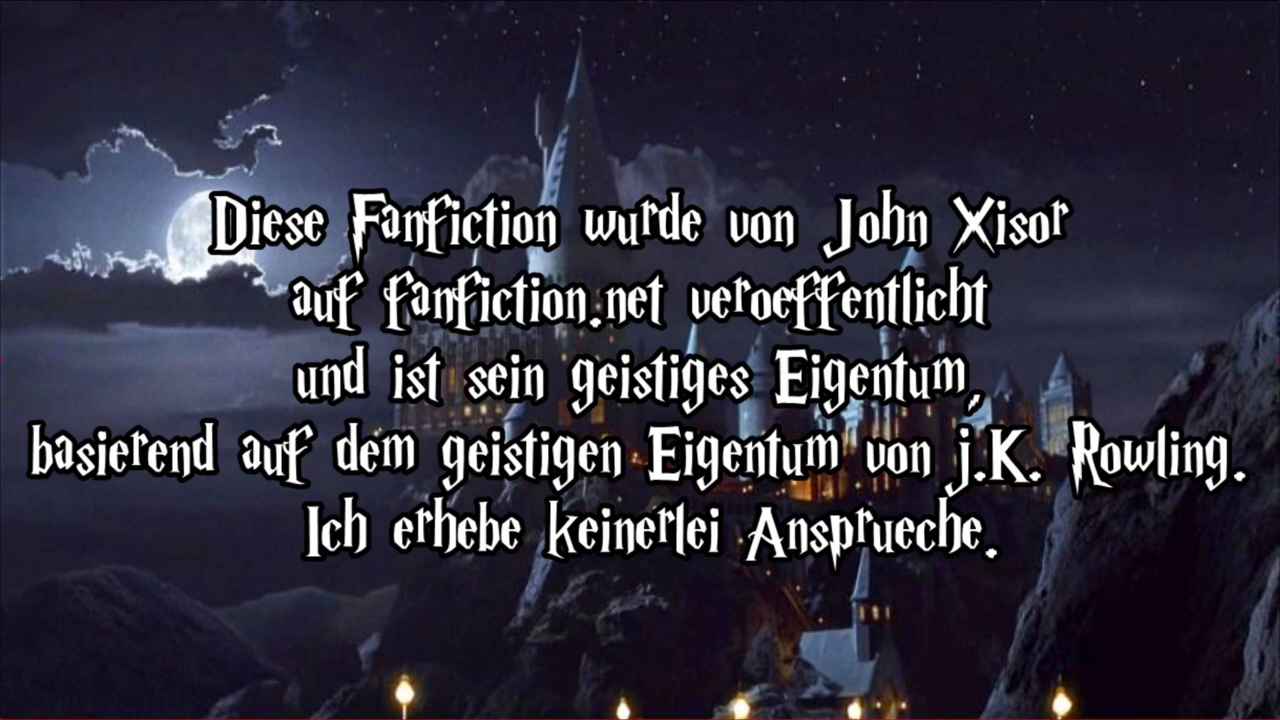 Diese Fanfiction wurde von John Xisor
auf fanfiction.net veroeffentlicht
und ist sein geistiges Eigentum,
basierend auf dem geistigen Eigentum von j.K. Rowling.
Ich erhebe keinerlei Ansprueche.